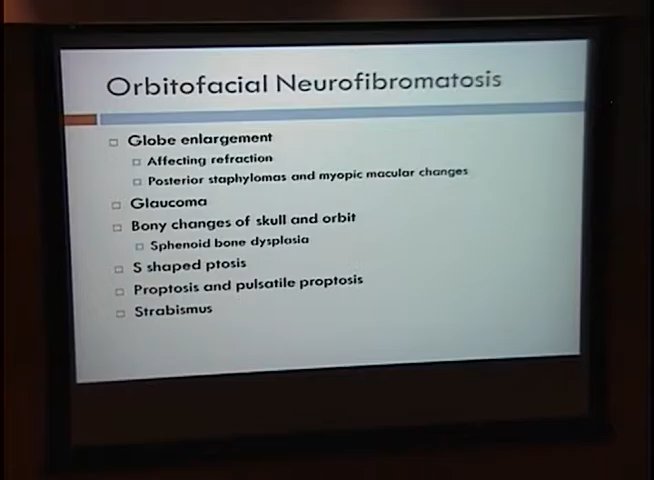 Orbitofacial Neurofibromatosis
Globe enlargement
Affecting refraction
Posterior staphylomas and myopic macular changes
Glaucoma
Bony changes of skull and orbit
Sphenoid bone dysplasia
S shaped ptosis
Proptosis and pulsatile proptosis
Strabismus